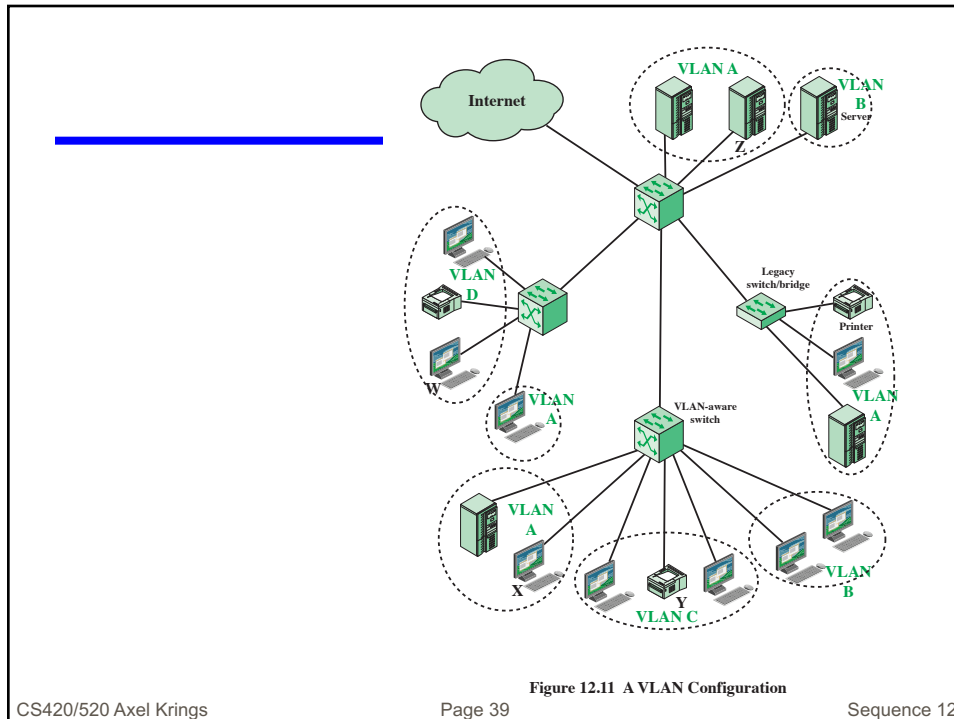 Internet
VLAN A
Z
VLAN
B
Server
VLAN
D
W
VLAN
A
Legacy
switch/bridge
Printer
VLAN
A
VLAN-aware
switch
VLAN
A
X
Y
VLAN C
VLAN
B
Figure 12.11 A VLAN Configuration
CS420/520 Axel Krings
Page 39
Sequence 12